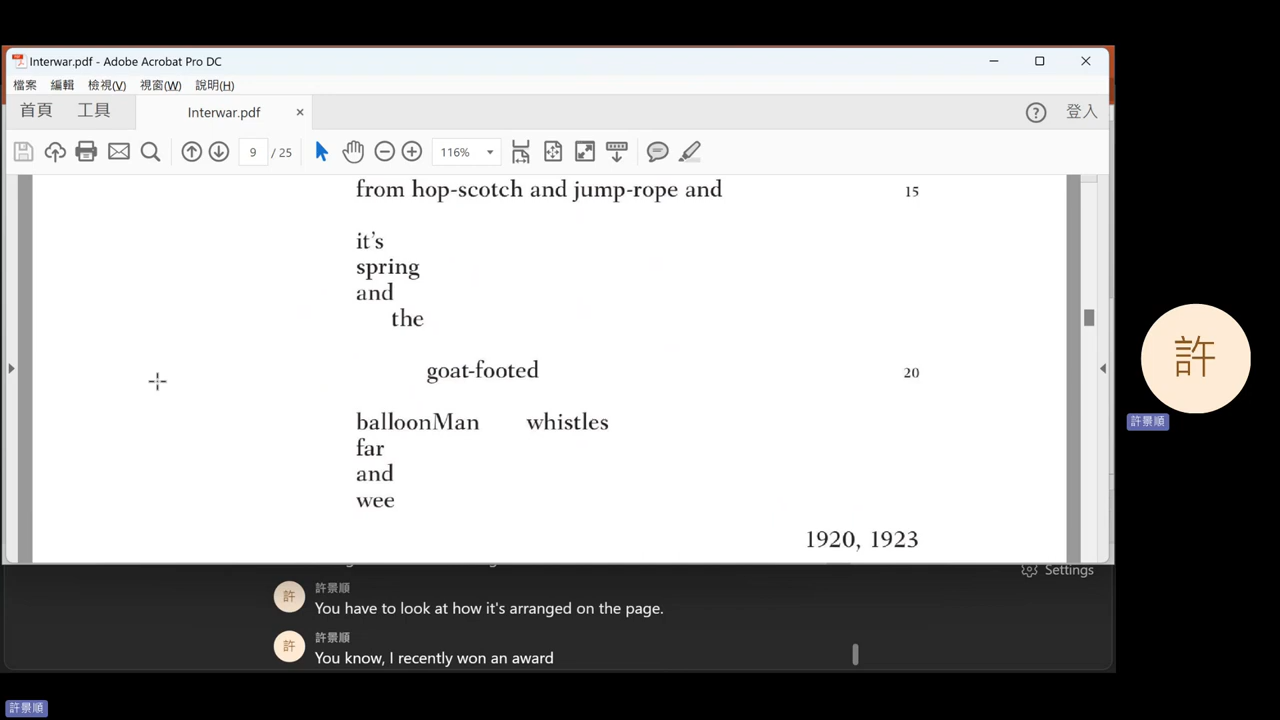 Interwar.pdf - Adobe Acrobat Pro DC
檔案 編輯 檢視(V) 視窗(W) 說明(H)
首頁 工具 Interwar.pdf × ? 登入
9 / 25 116%
from hop-scotch and jump-rope and 15
it's
spring
and
the
goat-footed 20
balloonMan whistles
far
and
wee
1920, 1923
Settings
許 許景順
You have to look at how it's arranged on the page.
許 許景順
You know, I recently won an award
許
許景順
許景順